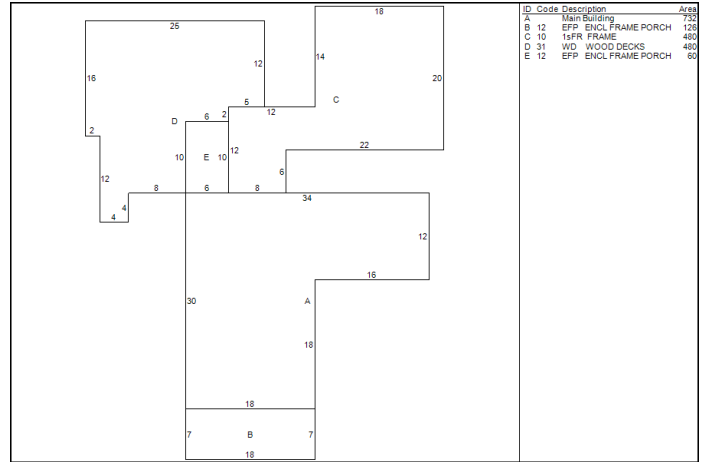 ID Code Description Area
A Main Building 732
B 12 EFP ENCL FRAME PORCH 126
C 10 1sFR FRAME 480
D 31 WD WOOD DECKS 480
E 12 EFP ENCL FRAME PORCH 60
18
25
14
12
16
20
C
5
12
2
6
D
2
22
12
10
E
10
6
12
8
6
8
34
4
4
12
16
30
A
18
18
7
B
7
18